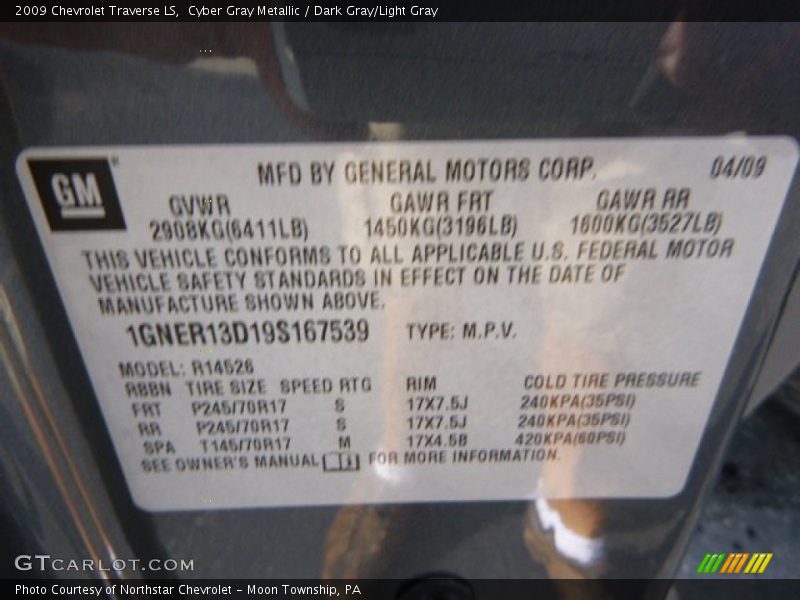 2009 Chevrolet Traverse LS, Cyber Gray Metallic / Dark Gray/Light Gray
GM
MFD BY GENERAL MOTORS CORP. 04/09
GVWR GAWR FRT GAWR RR
2908KG(6411LB) 1450KG(3196LB) 1600KG(3527LB)
THIS VEHICLE CONFORMS TO ALL APPLICABLE U.S. FEDERAL MOTOR
VEHICLE SAFETY STANDARDS IN EFFECT ON THE DATE OF
MANUFACTURE SHOWN ABOVE.
1GNER13D19S167539 TYPE: M.P.V.
MODEL: R14526
RBBN TIRE SIZE SPEED RTG RIM COLD TIRE PRESSURE
FRT P245/70R17 S 17X7.5J 240KPA(35PSI)
RR P245/70R17 S 17X7.5J 240KPA(35PSI)
SPA T145/70R17 M 17X4.5B 420KPA(60PSI)
SEE OWNER'S MANUAL FOR MORE INFORMATION.
GTCARLOT.COM
Photo Courtesy of Northstar Chevrolet - Moon Township, PA